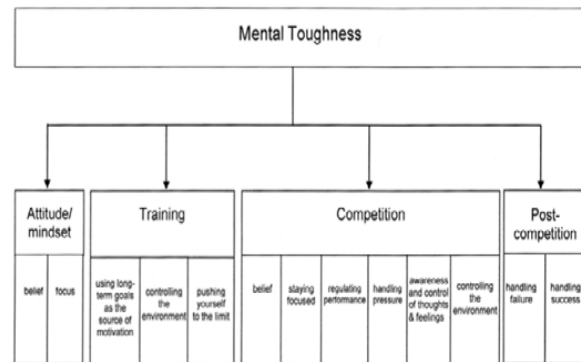 Mental Toughness
Attitude/
mindset
Training
Competition
Post-
competition
belief
focus
using long-
term goals
as the
source of
motivation
controlling
the
environment
pushing
yourself
to the limit
belief
staying
focused
regulating
performance
handling
pressure
awareness
and control
of thoughts
& feelings
controlling
the
environment
handling
failure
handling
success